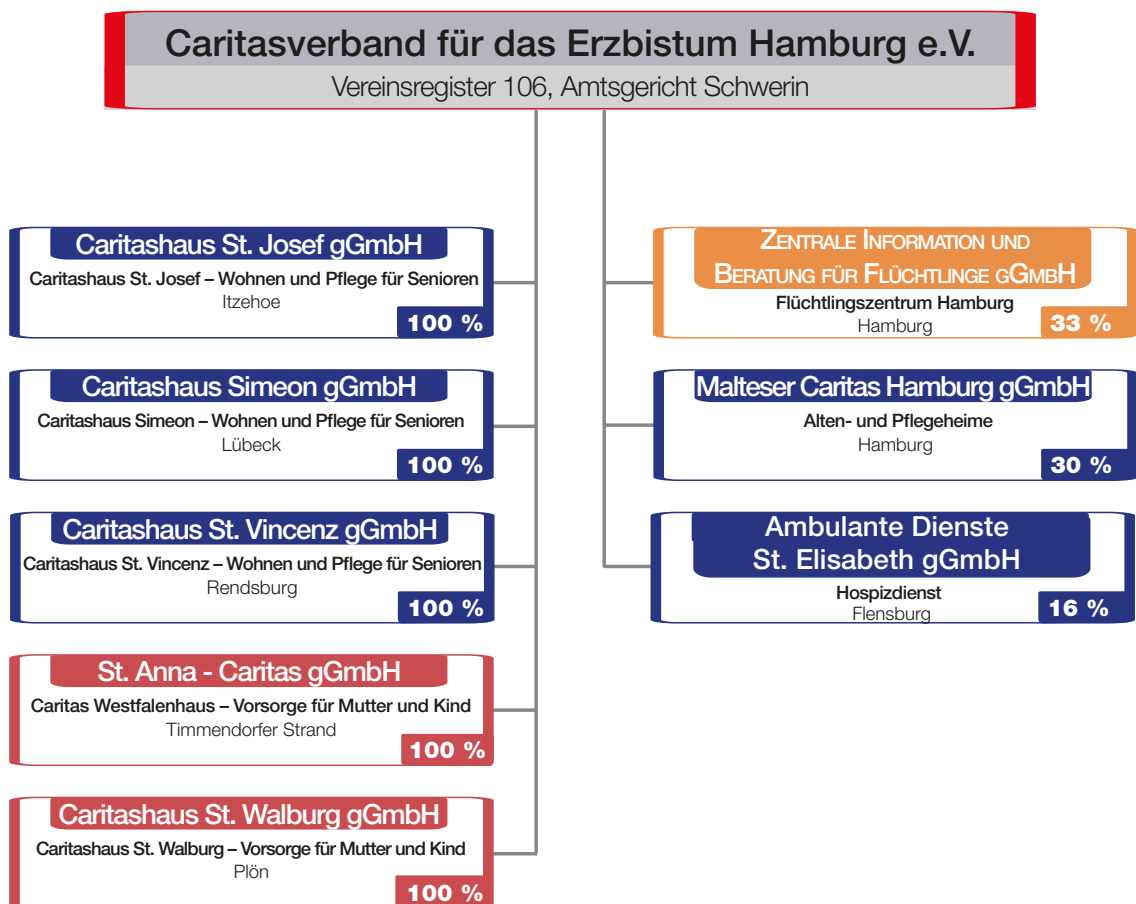 Caritasverband für das Erzbistum Hamburg e.V.
Vereinsregister 106, Amtsgericht Schwerin
Caritashaus St. Josef gGmbH
Caritashaus St. Josef – Wohnen und Pflege für Senioren
Itzehoe
100 %
Caritashaus Simeon gGmbH
Caritashaus Simeon – Wohnen und Pflege für Senioren
Lübeck
100 %
Caritashaus St. Vincenz gGmbH
Caritashaus St. Vincenz – Wohnen und Pflege für Senioren
Rendsburg
100 %
St. Anna - Caritas gGmbH
Caritas Westfalenhaus – Vorsorge für Mutter und Kind
Timmendorfer Strand
100 %
Caritashaus St. Walburg gGmbH
Caritashaus St. Walburg – Vorsorge für Mutter und Kind
Plön
100 %
Zentrale Information und
Beratung für Flüchtlinge gGmbH
Flüchtlingszentrum Hamburg
Hamburg
33 %
Malteser Caritas Hamburg gGmbH
Alten- und Pflegeheime
Hamburg
30 %
Ambulante Dienste
St. Elisabeth gGmbH
Hospizdienst
Flensburg
16 %